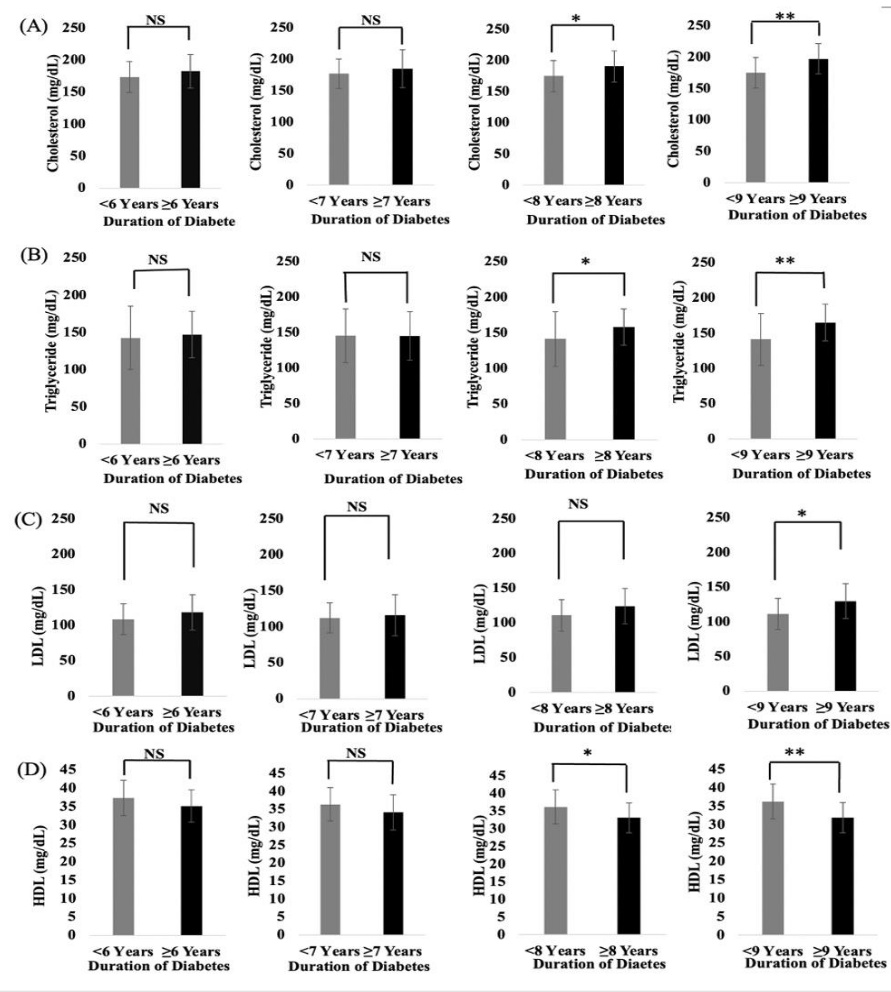 (A)
NS
Cholesterol (mg/dL)
250
200
150
100
50
0
<6 Years ≥6 Years
Duration of Diabete
NS
Cholesterol (mg/dL)
250
200
150
100
50
0
<7 Years ≥7 Years
Duration of Diabetes
*
Cholesterol (mg/dL)
250
200
150
100
50
0
<8 Years ≥8 Years
Duration of Diabetes
**
Cholesterol (mg/dL)
250
200
150
100
50
0
<9 Years ≥9 Years
Duration of Diabetes
(B)
NS
Triglyceride (mg/dL)
250
200
150
100
50
0
<6 Years ≥6 Years
Duration of Diabetes
NS
Triglyceride (mg/dL)
250
200
150
100
50
0
<7 Years ≥7 Years
Duration of Diabetes
*
Triglyceride (mg/dL)
250
200
150
100
50
0
<8 Years ≥8 Years
Duration of Diabetes
**
Triglyceride (mg/dL)
250
200
150
100
50
0
<9 Years ≥9 Years
Duration of Diabetes
(C)
NS
LDL (mg/dL)
250
200
150
100
50
0
<6 Years ≥6 Years
Duration of Diabetes
NS
LDL (mg/dL)
250
200
150
100
50
0
<7 Years ≥7 Years
Duration of Diabetes
NS
LDL (mg/dL)
250
200
150
100
50
0
<8 Years ≥8 Years
Duration of Diabetes
*
LDL (mg/dL)
250
200
150
100
50
0
<9 Years ≥9 Years
Duration of Diabetes
(D)
NS
HDL (mg/dL)
45
40
35
30
25
20
15
10
5
0
<6 Years ≥6 Years
Duration of Diabetes
NS
HDL (mg/dL)
45
40
35
30
25
20
15
10
5
0
<7 Years ≥7 Years
Duration of Diabetes
*
HDL (mg/dL)
45
40
35
30
25
20
15
10
5
0
<8 Years ≥8 Years
Duration of Diaetes
**
HDL (mg/dL)
45
40
35
30
25
20
15
10
5
0
<9 Years ≥9 Years
Duration of Diabetes